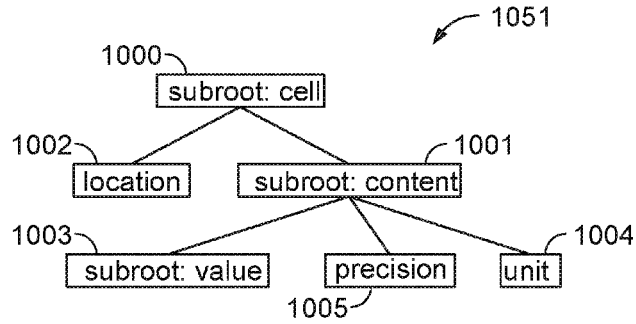 1051
1000
subroot: cell
1002
1001
location
subroot: content
1003
1004
subroot: value
precision
unit
1005